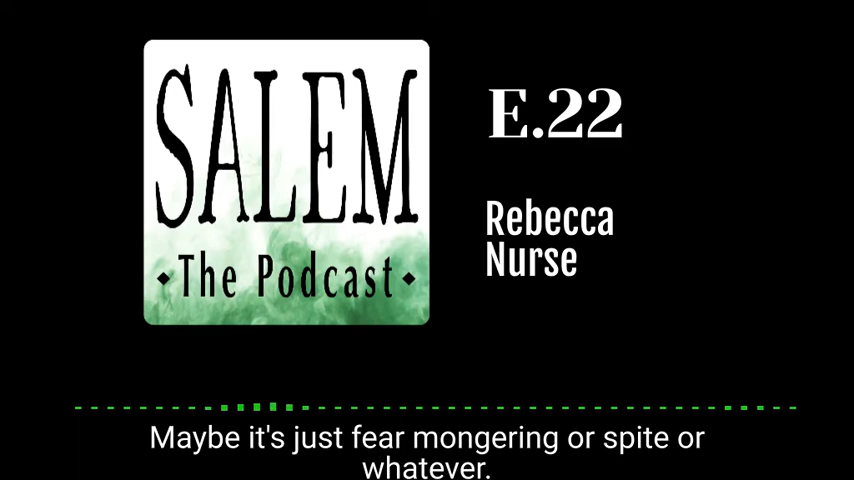 SALEM
The Podcast
E.22
Rebecca
Nurse
Maybe it's just fear mongering or spite or
whatever.